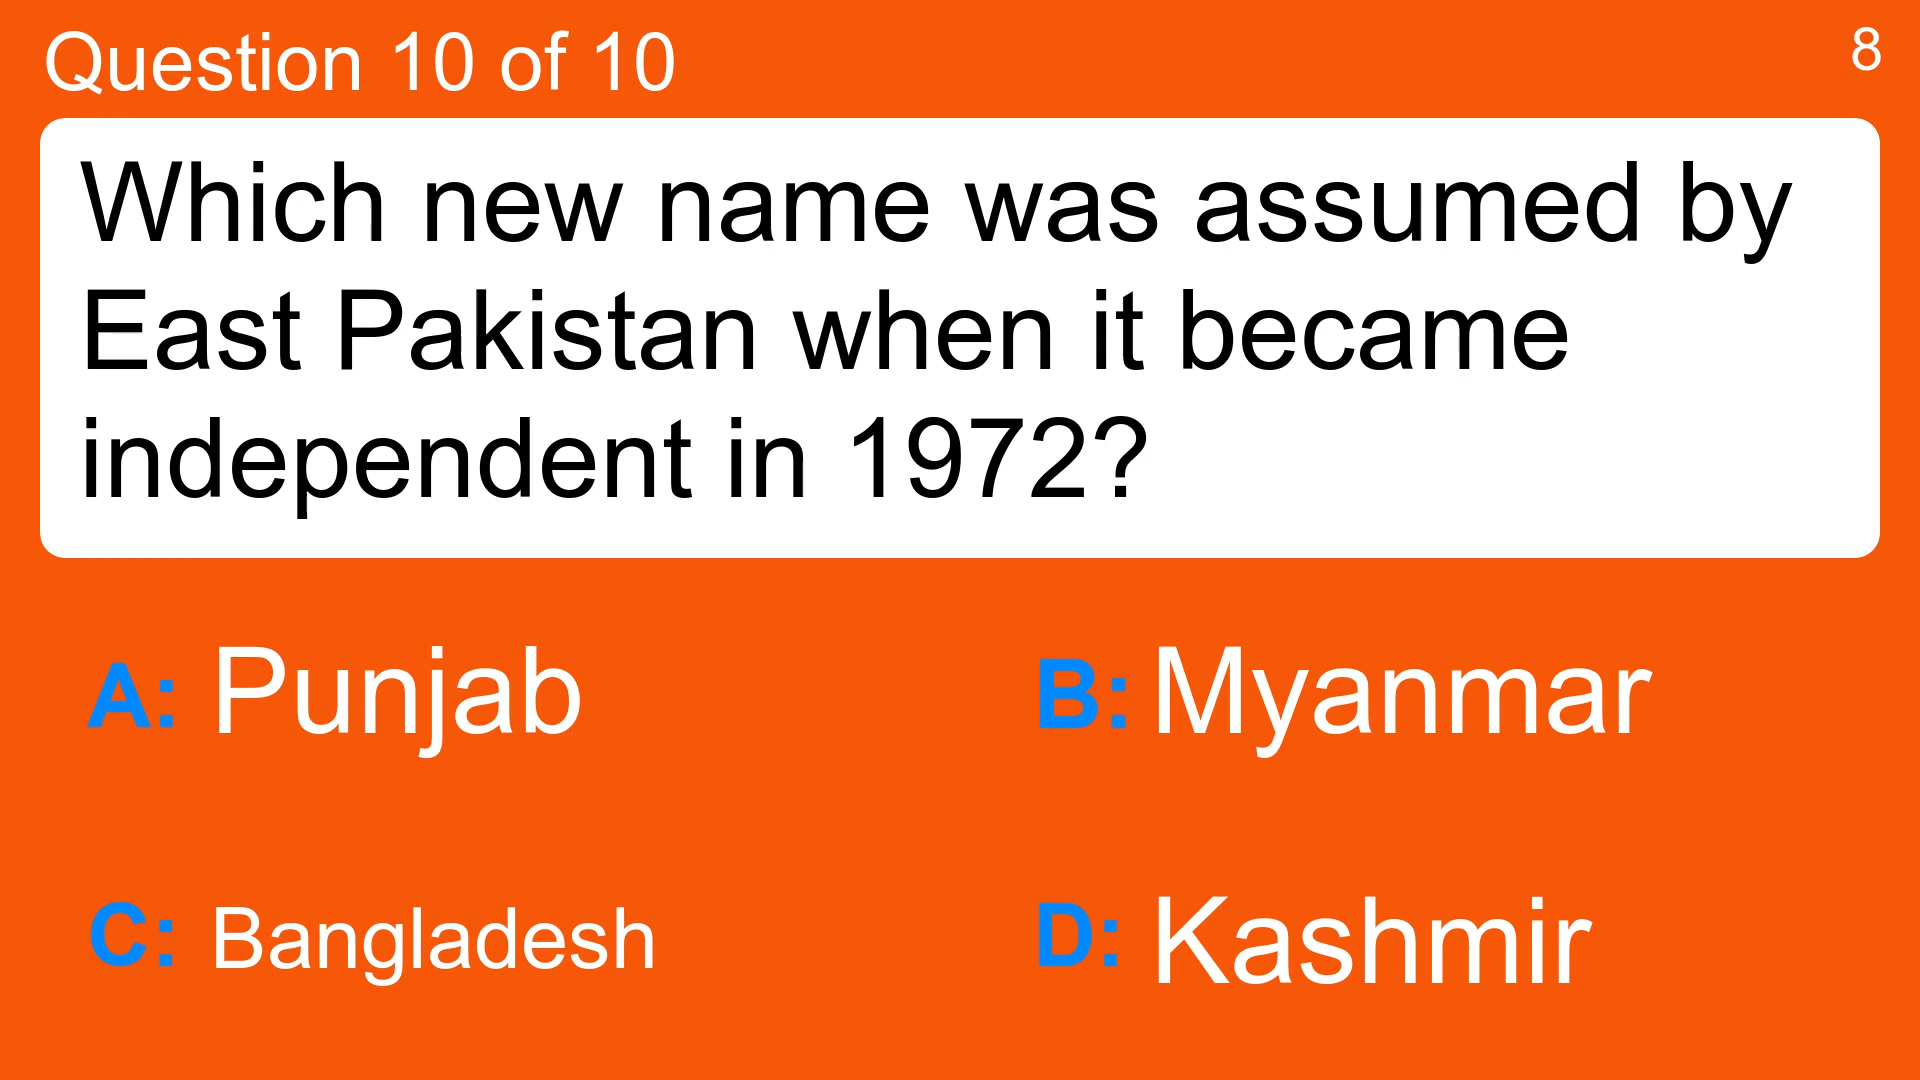 Question 10 of 10
8
Which new name was assumed by
East Pakistan when it became
independent in 1972?
A: Punjab
B: Myanmar
C: Bangladesh
D: Kashmir